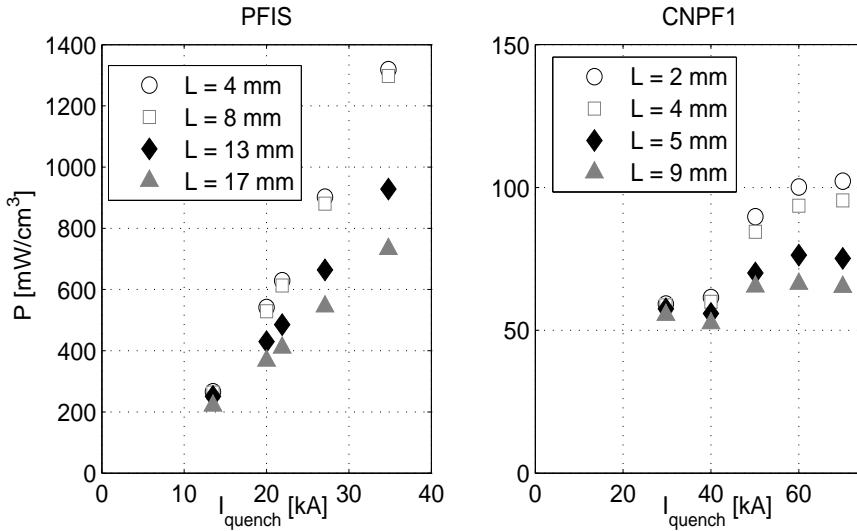 PFIS
P [mW/cm³]
1400
1200
1000
800
600
400
200
0
L = 4 mm
L = 8 mm
L = 13 mm
L = 17 mm
0 10 20 30 40
I_quench [kA]
CNPF1
150
100
50
0
L = 2 mm
L = 4 mm
L = 5 mm
L = 9 mm
0 20 40 60
I_quench [kA]